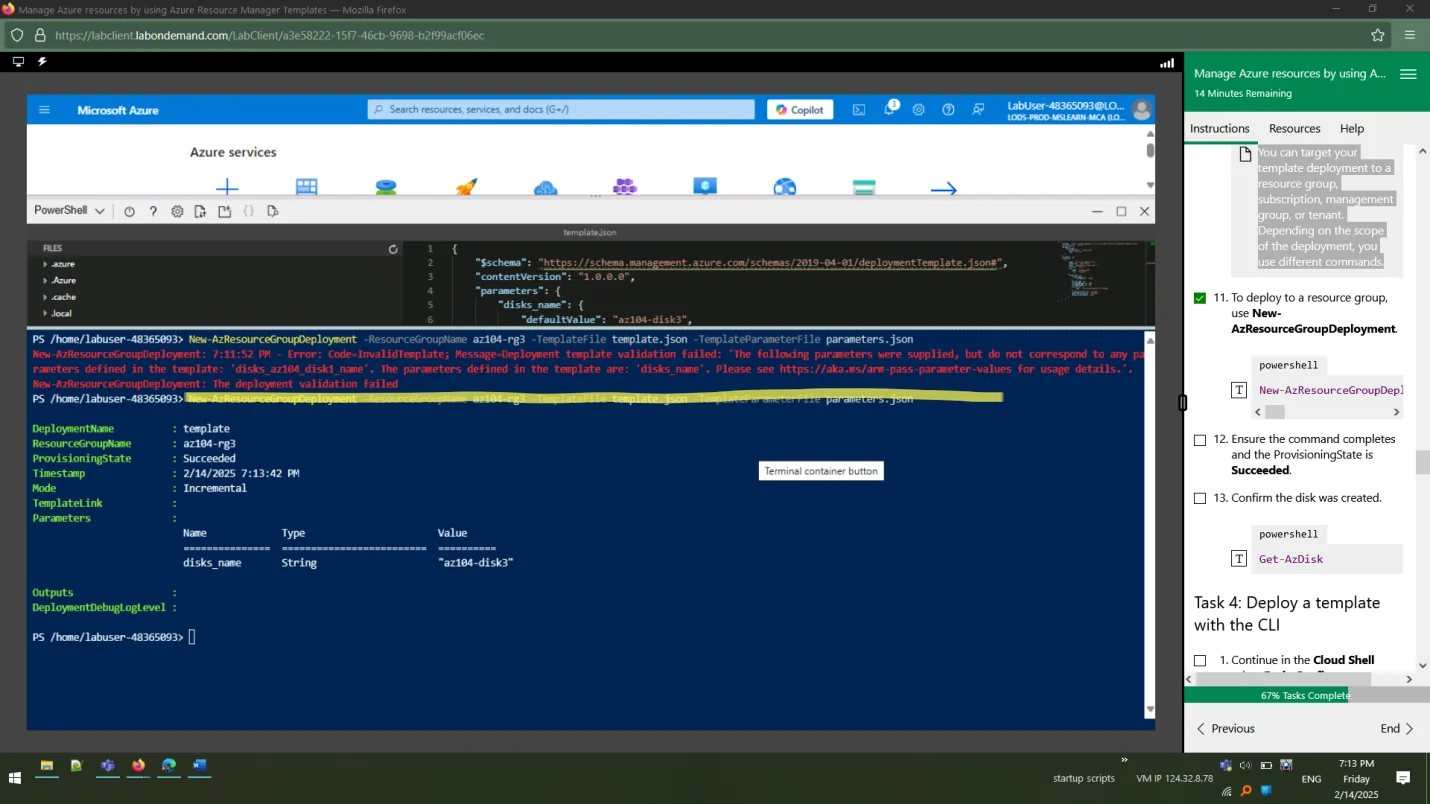 Manage Azure resources by using Azure Resource Manager Templates — Mozilla Firefox
https://labclient.labondemand.com/LabClient/a3e58222-15f7-46cb-9698-b2f99acf06ec
Microsoft Azure
Search resources, services, and docs (G+/)
Copilot
3
LabUser-48365093@LO...
LODS-PROD-MSLEARN-MCA (LO...
Azure services
PowerShell
template.json
FILES
.azure
.Azure
.cache
.local
1 {
2 "$schema": "https://schema.management.azure.com/schemas/2019-04-01/deploymentTemplate.json#",
3 "contentVersion": "1.0.0.0",
4 "parameters": {
5 "disks_name": {
6 "defaultValue": "az104-disk3",
PS /home/labuser-48365093> New-AzResourceGroupDeployment -ResourceGroupName az104-rg3 -TemplateFile template.json -TemplateParameterFile parameters.json
New-AzResourceGroupDeployment: 7:11:52 PM - Error: Code=InvalidTemplate; Message=Deployment template validation failed: 'The following parameters were supplied, but do not correspond to any pa
rameters defined in the template: 'disks_az104_disk1_name'. The parameters defined in the template are: 'disks_name'. Please see https://aka.ms/arm-pass-parameter-values for usage details.'.
New-AzResourceGroupDeployment: The deployment validation failed
PS /home/labuser-48365093> New-AzResourceGroupDeployment -ResourceGroupName az104-rg3 -TemplateFile template.json -TemplateParameterFile parameters.json
DeploymentName : template
ResourceGroupName : az104-rg3
ProvisioningState : Succeeded
Timestamp : 2/14/2025 7:13:42 PM
Mode : Incremental
TemplateLink :
Parameters :
Name Type Value
=============== ========================= ==========
disks_name String "az104-disk3"
Outputs :
DeploymentDebugLogLevel :
PS /home/labuser-48365093>
Terminal container button
Manage Azure resources by using A...
14 Minutes Remaining
Instructions Resources Help
You can target your
template deployment to a
resource group,
subscription, management
group, or tenant.
Depending on the scope
of the deployment, you
use different commands.
11. To deploy to a resource group,
use New-
AzResourceGroupDeployment.
powershell
T New-AzResourceGroupDepl
12. Ensure the command completes
and the ProvisioningState is
Succeeded.
13. Confirm the disk was created.
powershell
T Get-AzDisk
Task 4: Deploy a template
with the CLI
1. Continue in the Cloud Shell
67% Tasks Complete
Previous End
startup scripts
VM IP 124.32.8.78
ENG
7:13 PM
Friday
2/14/2025